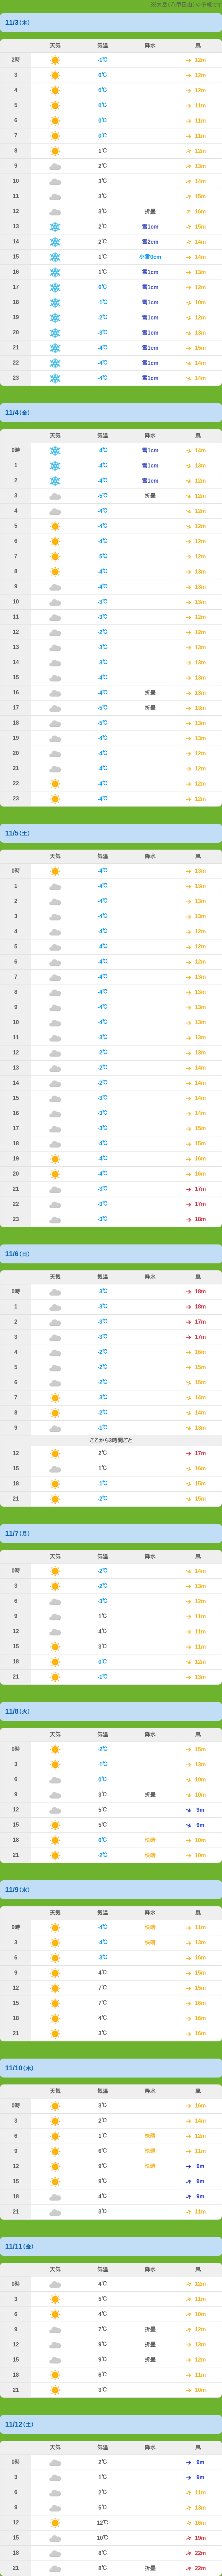 ※大岳(八甲田山)の予報です
11/3(木)
天気 気温 降水 風
2時 -1℃ 12m
3 0℃ 12m
4 0℃ 12m
5 0℃ 11m
6 0℃ 11m
7 0℃ 11m
8 1℃ 12m
9 2℃ 13m
10 3℃ 14m
11 3℃ 15m
12 3℃ 折曇 16m
13 2℃ 雪1cm 15m
14 2℃ 雪2cm 14m
15 1℃ 小雪0cm 14m
16 1℃ 雪1cm 13m
17 0℃ 雪1cm 12m
18 -1℃ 雪1cm 10m
19 -2℃ 雪1cm 12m
20 -3℃ 雪1cm 13m
21 -4℃ 雪1cm 15m
22 -4℃ 雪1cm 14m
23 -4℃ 雪1cm 14m
11/4(金)
天気 気温 降水 風
0時 -4℃ 雪1cm 14m
1 -4℃ 雪1cm 13m
2 -4℃ 雪1cm 12m
3 -5℃ 折曇 12m
4 -4℃ 12m
5 -4℃ 12m
6 -4℃ 12m
7 -5℃ 12m
8 -4℃ 13m
9 -4℃ 13m
10 -3℃ 13m
11 -3℃ 12m
12 -2℃ 12m
13 -3℃ 13m
14 -3℃ 13m
15 -4℃ 13m
16 -4℃ 折曇 13m
17 -5℃ 折曇 13m
18 -5℃ 13m
19 -4℃ 13m
20 -4℃ 12m
21 -4℃ 12m
22 -4℃ 12m
23 -4℃ 12m
11/5(土)
天気 気温 降水 風
0時 -4℃ 13m
1 -4℃ 13m
2 -4℃ 13m
3 -4℃ 13m
4 -4℃ 12m
5 -4℃ 12m
6 -4℃ 12m
7 -4℃ 13m
8 -4℃ 13m
9 -4℃ 13m
10 -4℃ 13m
11 -3℃ 13m
12 -2℃ 13m
13 -2℃ 14m
14 -2℃ 14m
15 -3℃ 14m
16 -3℃ 14m
17 -3℃ 15m
18 -4℃ 15m
19 -4℃ 16m
20 -4℃ 16m
21 -3℃ 17m
22 -3℃ 17m
23 -3℃ 18m
11/6(日)
天気 気温 降水 風
0時 -3℃ 18m
1 -3℃ 18m
2 -3℃ 17m
3 -3℃ 17m
4 -2℃ 16m
5 -2℃ 15m
6 -2℃ 15m
7 -3℃ 14m
8 -2℃ 14m
9 -1℃ 13m
ここから3時間ごと
12 2℃ 17m
15 1℃ 16m
18 -1℃ 15m
21 -2℃ 15m
11/7(月)
天気 気温 降水 風
0時 -2℃ 14m
3 -2℃ 13m
6 -3℃ 12m
9 1℃ 11m
12 4℃ 11m
15 3℃ 11m
18 0℃ 12m
21 -1℃ 12m
11/8(火)
天気 気温 降水 風
0時 -2℃ 15m
3 -1℃ 13m
6 0℃ 10m
9 3℃ 折曇 10m
12 5℃ 9m
15 5℃ 9m
18 0℃ 快晴 10m
21 -2℃ 快晴 10m
11/9(水)
天気 気温 降水 風
0時 -4℃ 快晴 11m
3 -4℃ 快晴 13m
6 -3℃ 16m
9 4℃ 15m
12 7℃ 15m
15 7℃ 16m
18 4℃ 16m
21 3℃ 16m
11/10(木)
天気 気温 降水 風
0時 3℃ 16m
3 2℃ 14m
6 1℃ 快晴 12m
9 6℃ 快晴 11m
12 9℃ 快晴 9m
15 9℃ 9m
18 4℃ 9m
21 3℃ 11m
11/11(金)
天気 気温 降水 風
0時 4℃ 12m
3 5℃ 11m
6 4℃ 10m
9 7℃ 折曇 12m
12 9℃ 折曇 13m
15 9℃ 折曇 12m
18 6℃ 11m
21 3℃ 10m
11/12(土)
天気 気温 降水 風
0時 2℃ 9m
3 1℃ 9m
6 2℃ 11m
9 5℃ 13m
12 12℃ 16m
15 10℃ 19m
18 8℃ 22m
21 8℃ 折曇 22m